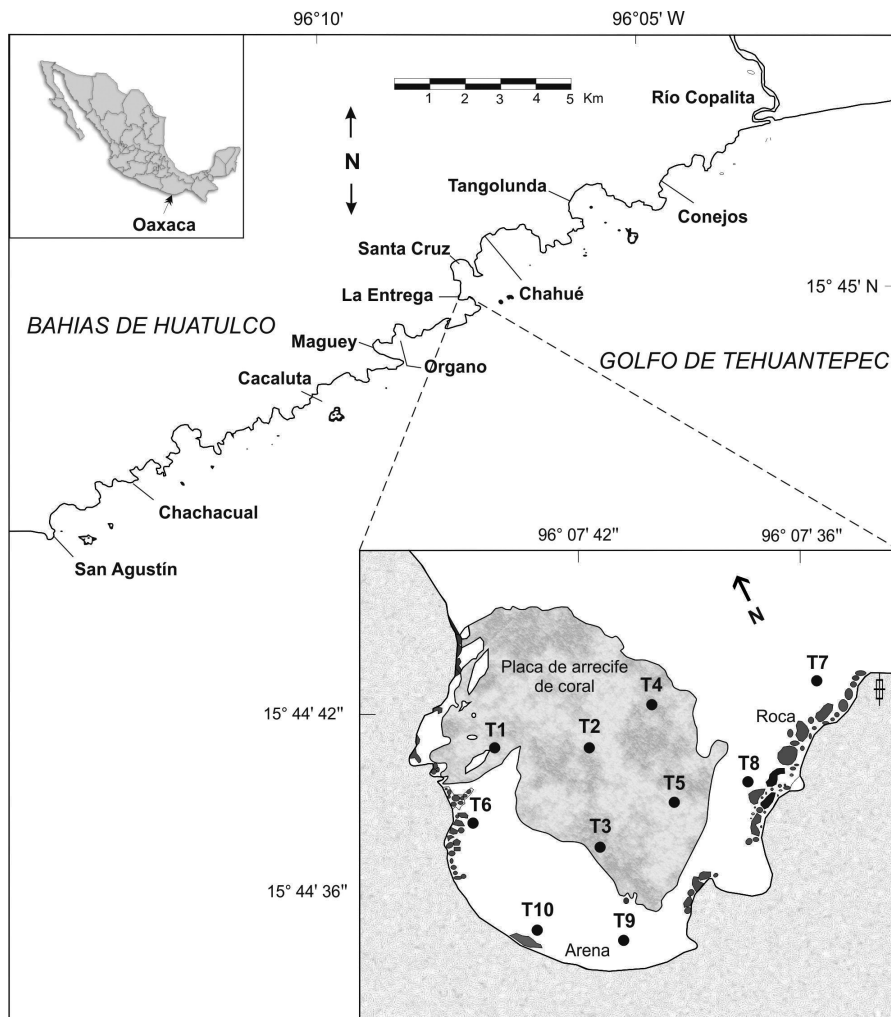 96°10'
96°05' W
1
2
3
4
5
Km
Río Copalita
N
Tangolunda
Oaxaca
Conejos
Santa Cruz
15° 45' N
La Entrega
Chahué
BAHIAS DE HUATULCO
Maguey
GOLFO DE TEHUANTEPEC
Organo
Cacaluta
Chachacual
San Agustín
96° 07' 42"
96° 07' 36"
N
Placa de arrecife
de coral
T7
T4
15° 44' 42"
Roca
T1
T2
T8
T5
T6
T3
15° 44' 36"
T10
T9
Arena